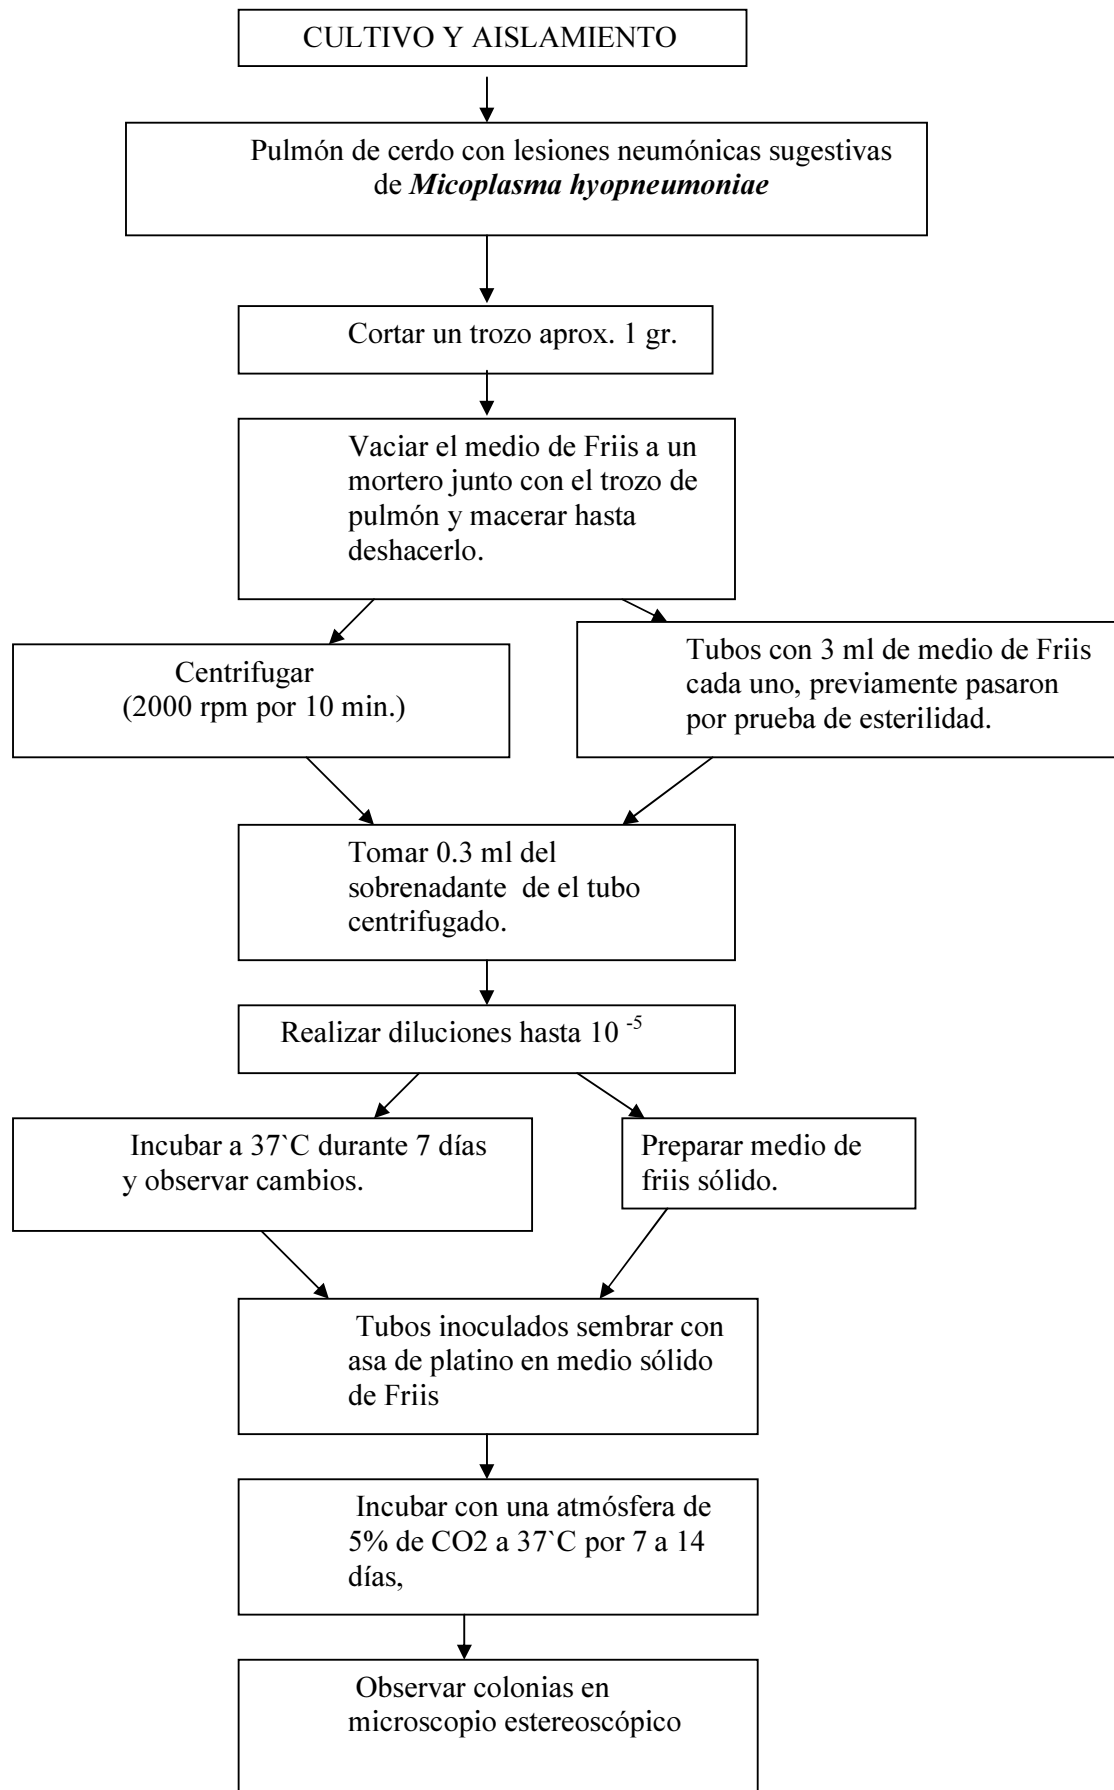 CULTIVO Y AISLAMIENTO
Pulmón de cerdo con lesiones neumónicas sugestivas
de Micoplasma hyopneumoniae
Cortar un trozo aprox. 1 gr.
Vaciar el medio de Friis a un
mortero junto con el trozo de
pulmón y macerar hasta
deshacerlo.
Centrifugar
(2000 rpm por 10 min.)
Tubos con 3 ml de medio de Friis
cada uno, previamente pasaron
por prueba de esterilidad.
Tomar 0.3 ml del
sobrenadante de el tubo
centrifugado.
Realizar diluciones hasta 10 -5
Incubar a 37`C durante 7 días
y observar cambios.
Preparar medio de
friis sólido.
Tubos inoculados sembrar con
asa de platino en medio sólido
de Friis
Incubar con una atmósfera de
5% de CO2 a 37`C por 7 a 14
días,
Observar colonias en
microscopio estereoscópico